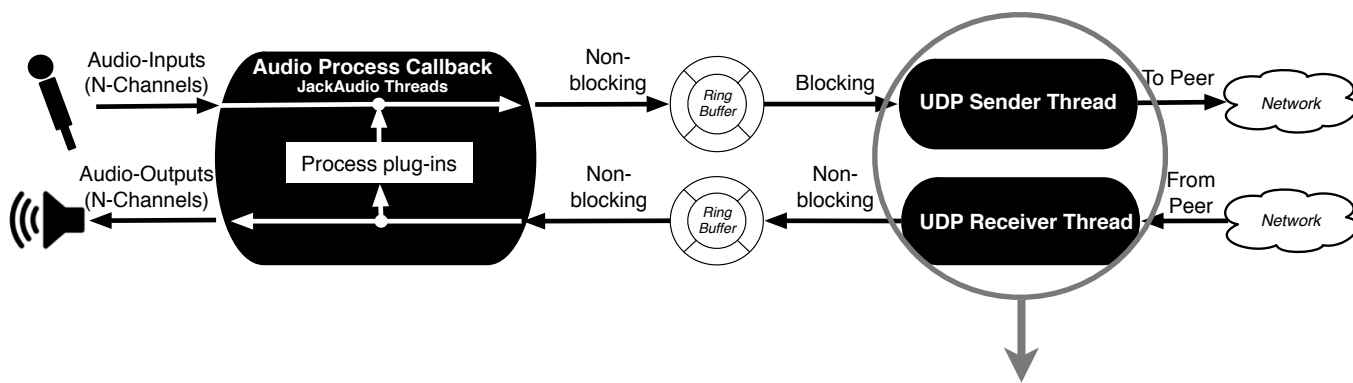 Audio-Inputs
(N-Channels)
Audio Process Callback
JackAudio Threads
Non-
blocking
Ring
Buffer
Blocking
UDP Sender Thread
To Peer
Network
Process plug-ins
Audio-Outputs
(N-Channels)
Non-
blocking
Ring
Buffer
Non-
blocking
UDP Receiver Thread
From
Peer
Network